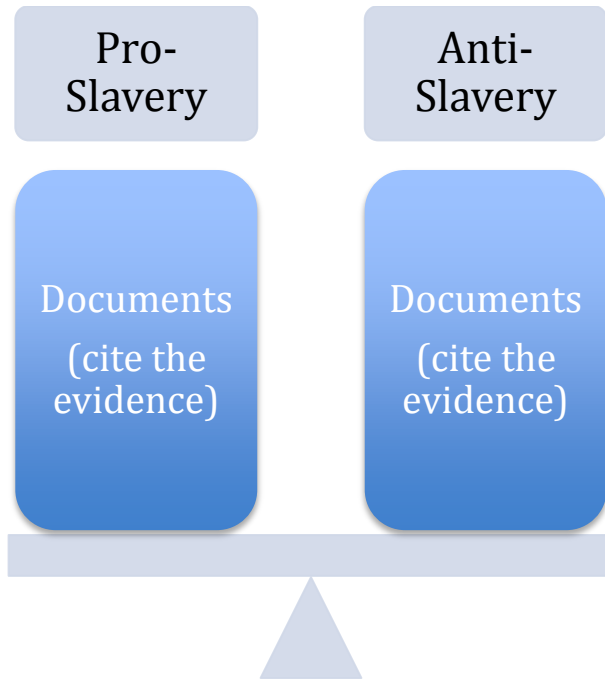 Pro-
Slavery
Anti-
Slavery
Documents
(cite the
evidence)
Documents
(cite the
evidence)